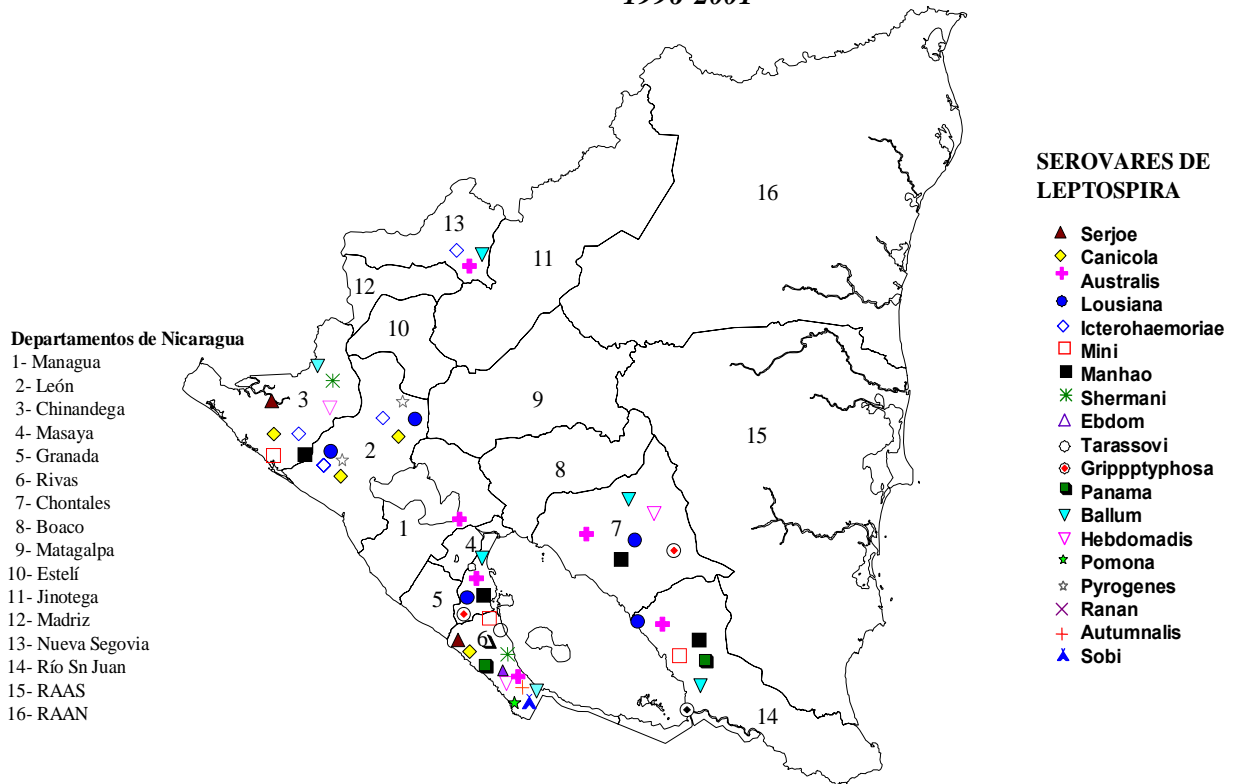 1996-2001
Departamentos de Nicaragua
1- Managua
2- León
3- Chinandega
4- Masaya
5- Granada
6- Rivas
7- Chontales
8- Boaco
9- Matagalpa
10- Estelí
11- Jinotega
12- Madriz
13- Nueva Segovia
14- Río Sn Juan
15- RAAS
16- RAAN
16
13
11
12
10
3
9
15
2
8
7
1
4
5
6
14
SEROVARES DE
LEPTOSPIRA
Serjoe
Canicola
Australis
Lousiana
Icterohaemoriae
Mini
Manhao
Shermani
Ebdom
Tarassovi
Grippptyphosa
Panama
Ballum
Hebdomadis
Pomona
Pyrogenes
Ranan
Autumnalis
Sobi